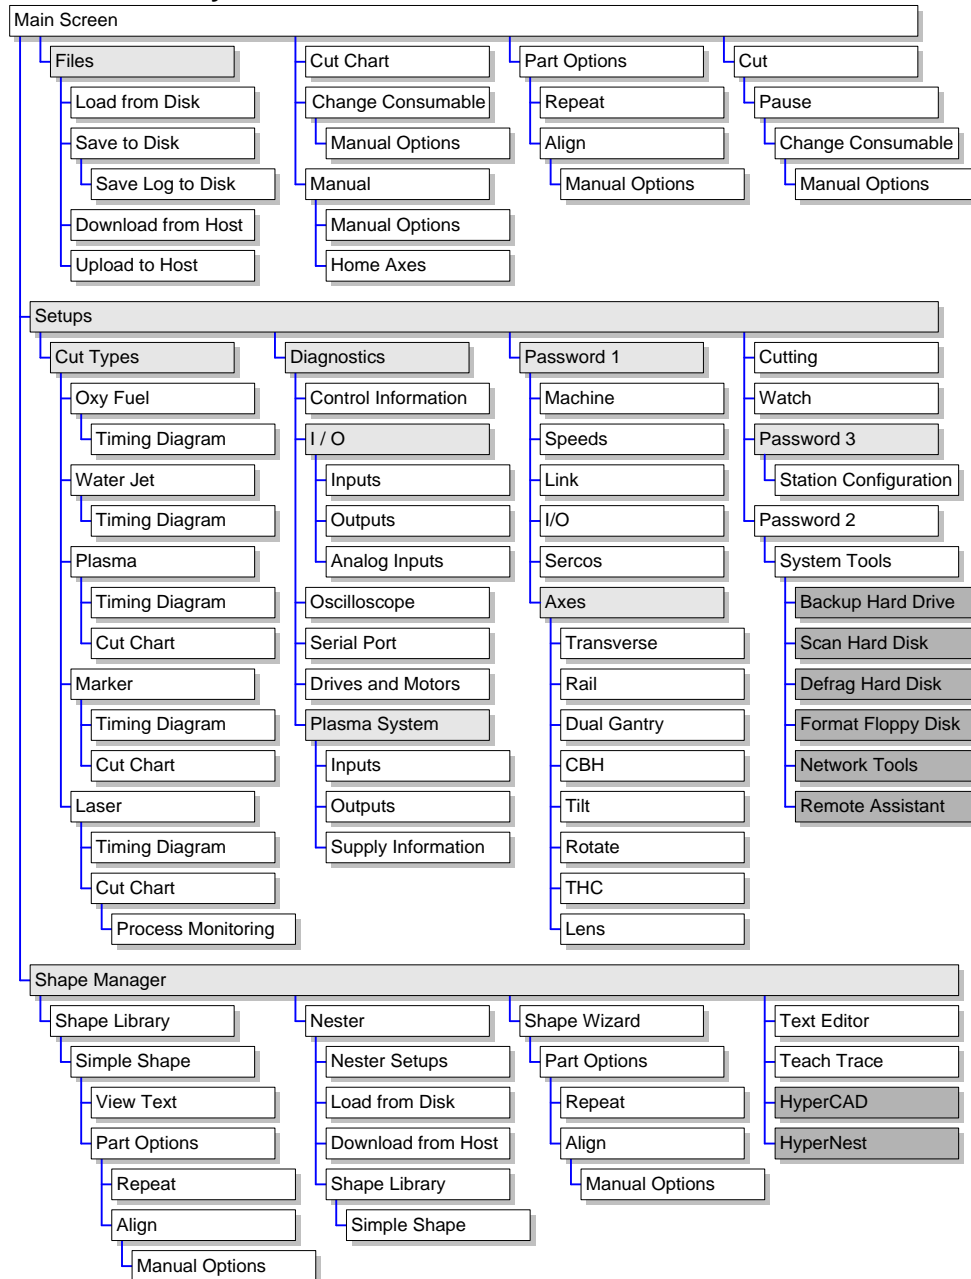 Main Screen
Files
Load from Disk
Save to Disk
Save Log to Disk
Download from Host
Upload to Host
Cut Chart
Change Consumable
Manual Options
Manual
Manual Options
Home Axes
Part Options
Repeat
Align
Manual Options
Cut
Pause
Change Consumable
Manual Options
Setups
Cut Types
Oxy Fuel
Timing Diagram
Water Jet
Timing Diagram
Plasma
Timing Diagram
Cut Chart
Marker
Timing Diagram
Cut Chart
Laser
Timing Diagram
Cut Chart
Process Monitoring
Diagnostics
Control Information
I / O
Inputs
Outputs
Analog Inputs
Oscilloscope
Serial Port
Drives and Motors
Plasma System
Inputs
Outputs
Supply Information
Password 1
Machine
Speeds
Link
I/O
Sercos
Axes
Transverse
Rail
Dual Gantry
CBH
Tilt
Rotate
THC
Lens
Cutting
Watch
Password 3
Station Configuration
Password 2
System Tools
Backup Hard Drive
Scan Hard Disk
Defrag Hard Disk
Format Floppy Disk
Network Tools
Remote Assistant
Shape Manager
Shape Library
Simple Shape
View Text
Part Options
Repeat
Align
Manual Options
Nester
Nester Setups
Load from Disk
Download from Host
Shape Library
Simple Shape
Shape Wizard
Part Options
Repeat
Align
Manual Options
Text Editor
Teach Trace
HyperCAD
HyperNest